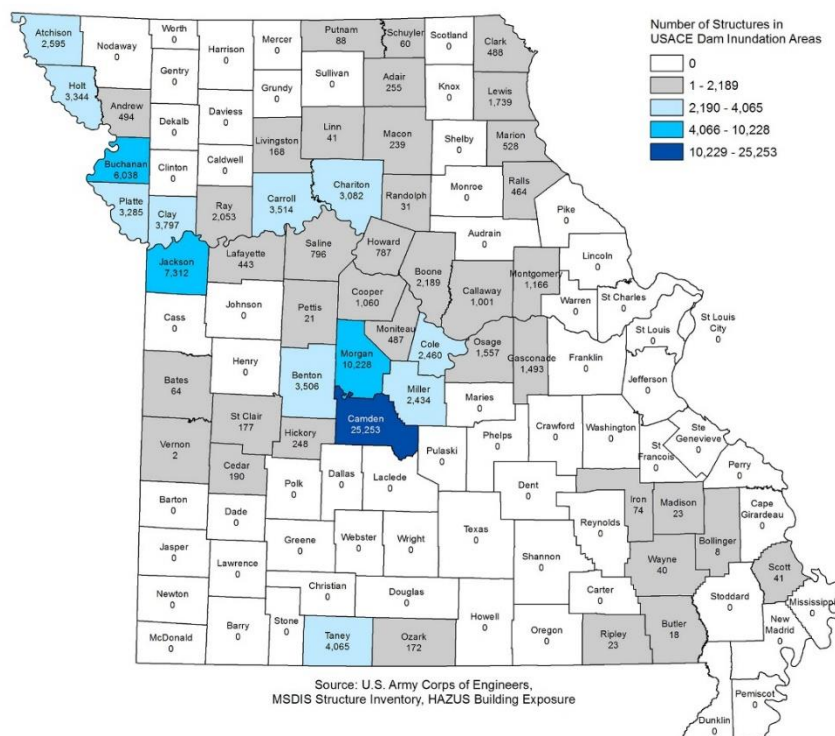 Number of Structures in
USACE Dam Inundation Areas
0
1 - 2,189
2,190 - 4,065
4,066 - 10,228
10,229 - 25,253
Atchison
2,595
Nodaway
0
Worth
0
Harrison
0
Mercer
0
Putnam
88
Schuyler
60
Scotland
0
Clark
488
Holt
3,344
Gentry
0
Sullivan
0
Adair
255
Knox
0
Lewis
1,739
Grundy
0
Andrew
494
Dekalb
0
Daviess
0
Livingston
168
Linn
41
Macon
239
Shelby
0
Marion
528
Buchanan
6,038
Clinton
0
Caldwell
0
Ralls
464
Monroe
0
Platte
3,285
Clay
3,797
Ray
2,053
Carroll
3,514
Chariton
3,082
Randolph
31
Pike
0
Audrain
0
Jackson
7,312
Lafayette
443
Saline
796
Howard
787
Boone
2,189
Callaway
1,001
Montgomery
1,166
Lincoln
0
Warren
0
St Charles
0
St Louis
0
St Louis
City
0
Cass
0
Johnson
0
Pettis
21
Cooper
1,060
Moniteau
487
Cole
2,460
Osage
1,557
Gasconade
1,493
Franklin
0
Jefferson
0
Bates
64
Henry
0
Benton
3,506
Morgan
10,228
Miller
2,434
Maries
0
St Clair
177
Hickory
248
Camden
25,253
Pulaski
0
Phelps
0
Crawford
0
Washington
0
St
Francois
0
Ste
Genevieve
0
Perry
0
Vernon
2
Cedar
190
Polk
0
Dallas
0
Laclede
0
Dent
0
Iron
74
Madison
23
Cape
Girardeau
0
Barton
0
Dade
0
Greene
0
Webster
0
Wright
0
Texas
0
Reynolds
0
Bollinger
8
Scott
41
Jasper
0
Lawrence
0
Shannon
0
Wayne
40
Stoddard
0
Mississippi
0
Newton
0
Christian
0
Douglas
0
Howell
0
Carter
0
New
Madrid
0
McDonald
0
Barry
0
Stone
0
Taney
4,065
Ozark
172
Oregon
0
Ripley
23
Butler
18
Dunklin
0
Pemiscot
0
Source: U.S. Army Corps of Engineers,
MSDIS Structure Inventory, HAZUS Building Exposure